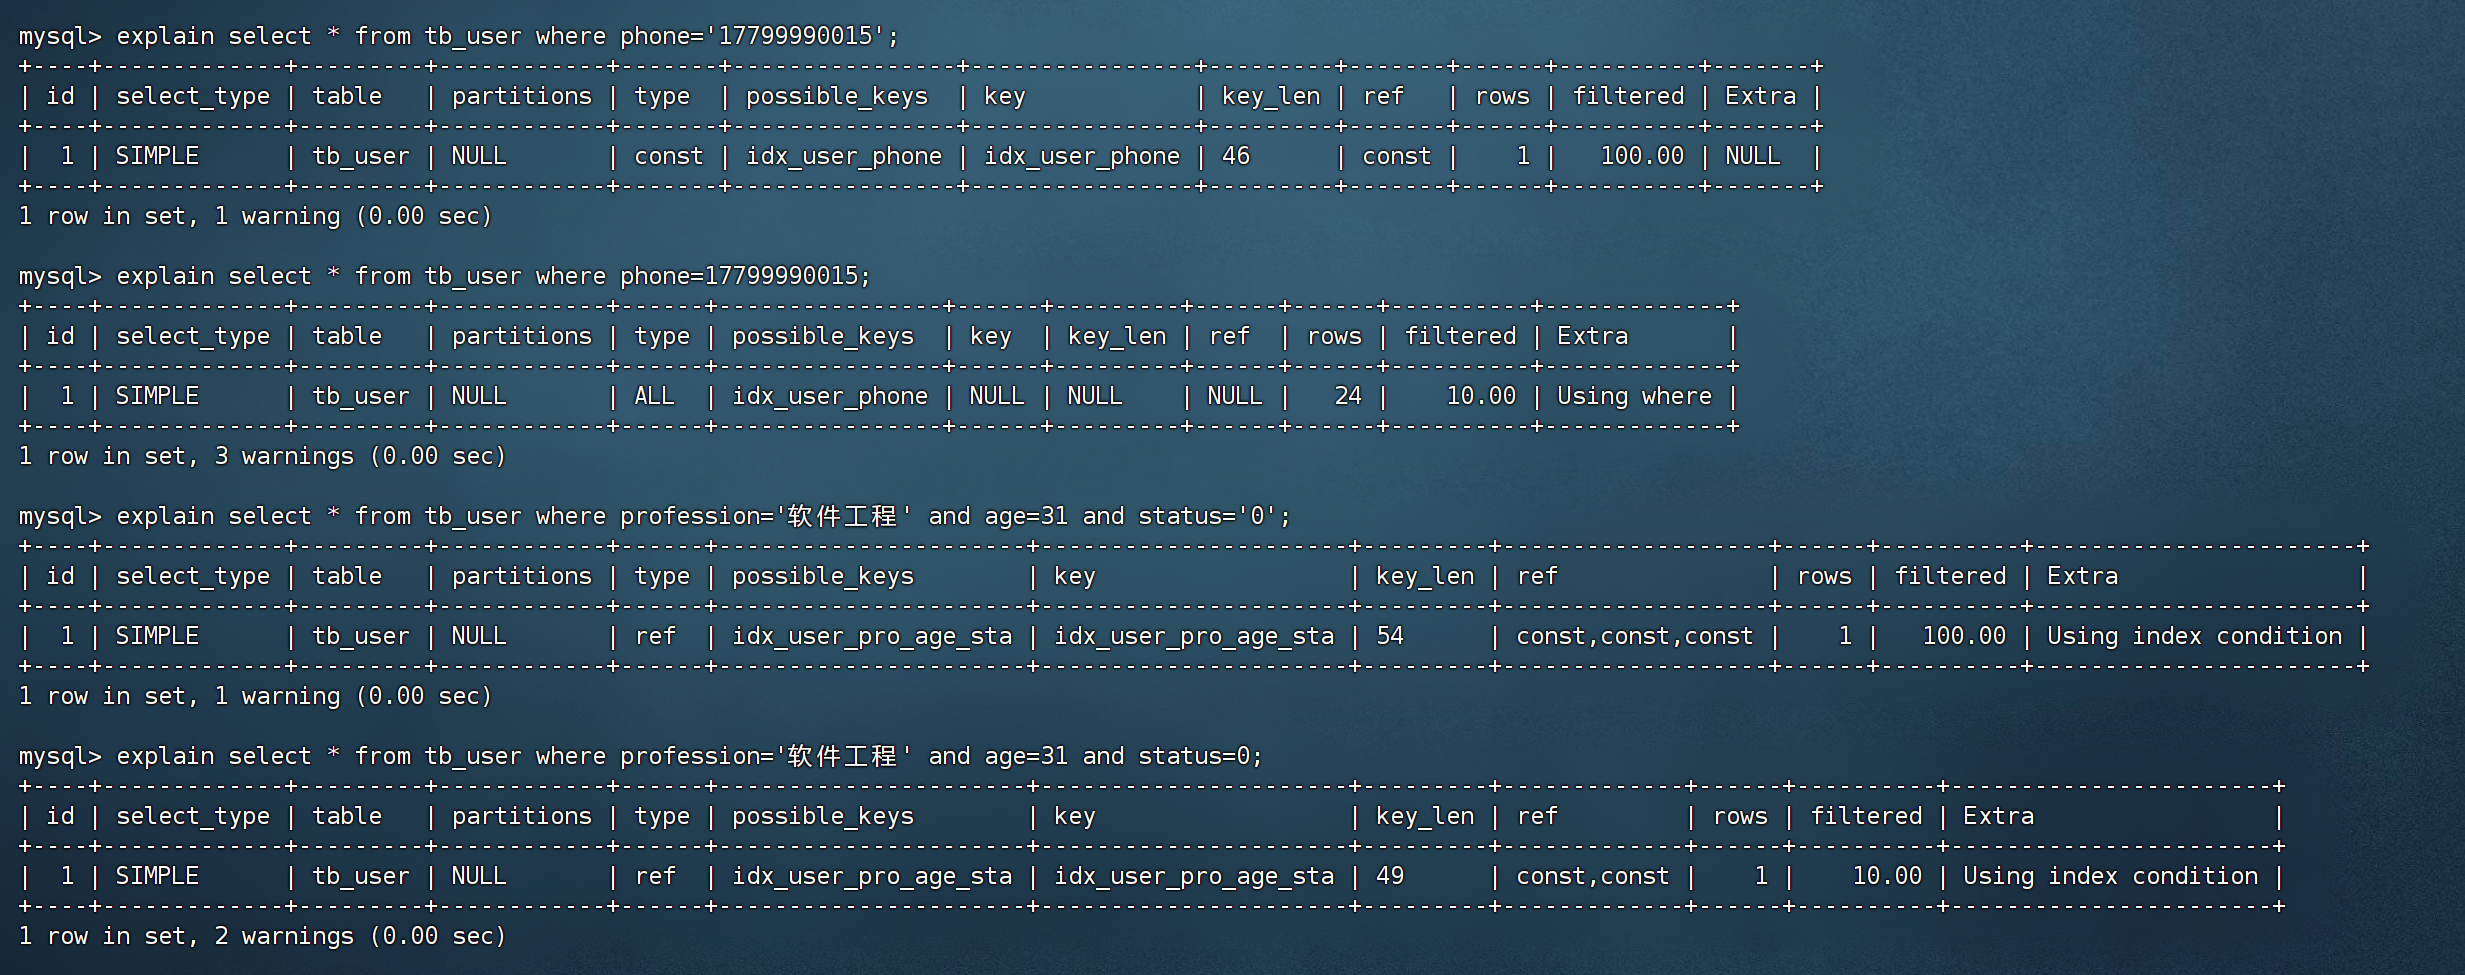 mysql> explain select * from tb_user where phone='17799990015';
+----+-------------+---------+------------+-------+----------------+----------------+---------+-------+------+----------+-------+
| id | select_type | table   | partitions | type  | possible_keys  | key            | key_len | ref   | rows | filtered | Extra |
+----+-------------+---------+------------+-------+----------------+----------------+---------+-------+------+----------+-------+
|  1 | SIMPLE      | tb_user | NULL       | const | idx_user_phone | idx_user_phone | 46      | const |    1 |   100.00 | NULL  |
+----+-------------+---------+------------+-------+----------------+----------------+---------+-------+------+----------+-------+
1 row in set, 1 warning (0.00 sec)
mysql> explain select * from tb_user where phone=17799990015;
+----+-------------+---------+------------+------+----------------+------+---------+------+------+----------+-------------+
| id | select_type | table   | partitions | type | possible_keys  | key  | key_len | ref  | rows | filtered | Extra       |
+----+-------------+---------+------------+------+----------------+------+---------+------+------+----------+-------------+
|  1 | SIMPLE      | tb_user | NULL       | ALL  | idx_user_phone | NULL | NULL    | NULL |   24 |    10.00 | Using where |
+----+-------------+---------+------------+------+----------------+------+---------+------+------+----------+-------------+
1 row in set, 3 warnings (0.00 sec)
mysql> explain select * from tb_user where profession='软件工程' and age=31 and status='0';
+----+-------------+---------+------------+------+----------------------+----------------------+---------+-------------------+------+----------+-----------------------+
| id | select_type | table   | partitions | type | possible_keys        | key                  | key_len | ref               | rows | filtered | Extra                 |
+----+-------------+---------+------------+------+----------------------+----------------------+---------+-------------------+------+----------+-----------------------+
|  1 | SIMPLE      | tb_user | NULL       | ref  | idx_user_pro_age_sta | idx_user_pro_age_sta | 54      | const,const,const |    1 |   100.00 | Using index condition |
+----+-------------+---------+------------+------+----------------------+----------------------+---------+-------------------+------+----------+-----------------------+
1 row in set, 1 warning (0.00 sec)
mysql> explain select * from tb_user where profession='软件工程' and age=31 and status=0;
+----+-------------+---------+------------+------+----------------------+----------------------+---------+-------------+------+----------+-----------------------+
| id | select_type | table   | partitions | type | possible_keys        | key                  | key_len | ref         | rows | filtered | Extra                 |
+----+-------------+---------+------------+------+----------------------+----------------------+---------+-------------+------+----------+-----------------------+
|  1 | SIMPLE      | tb_user | NULL       | ref  | idx_user_pro_age_sta | idx_user_pro_age_sta | 49      | const,const |    1 |    10.00 | Using index condition |
+----+-------------+---------+------------+------+----------------------+----------------------+---------+-------------+------+----------+-----------------------+
1 row in set, 2 warnings (0.00 sec)